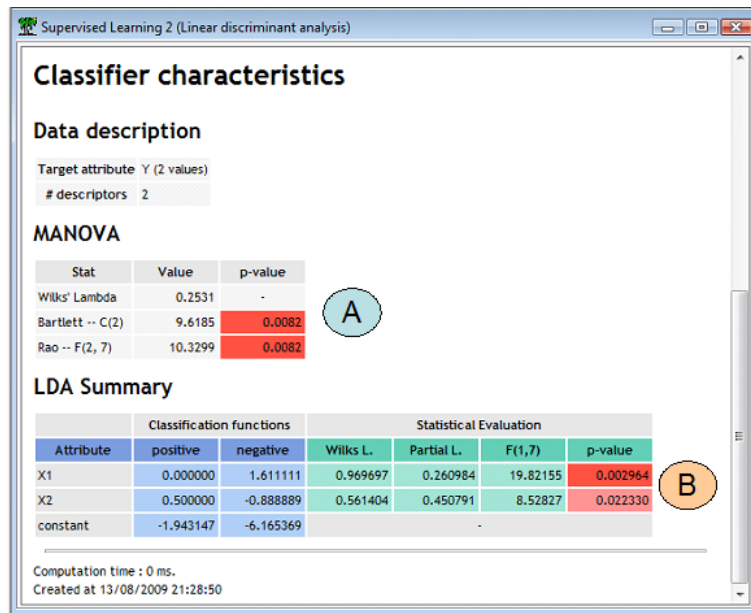 Supervised Learning 2 (Linear discriminant analysis)
Classifier characteristics
Data description
Target attribute Y (2 values)
# descriptors 2
MANOVA
Stat Value p-value
Wilks' Lambda 0.2531 -
Bartlett -- C(2) 9.6185 0.0082
Rao -- F(2, 7) 10.3299 0.0082
A
LDA Summary
Classification functions Statistical Evaluation
Attribute positive negative Wilks L. Partial L. F(1,7) p-value
X1 0.000000 1.611111 0.969697 0.260984 19.82155 0.002964
X2 0.500000 -0.888889 0.561404 0.450791 8.52827 0.022330
B
constant -1.943147 -6.165369 -
Computation time : 0 ms.
Created at 13/08/2009 21:28:50